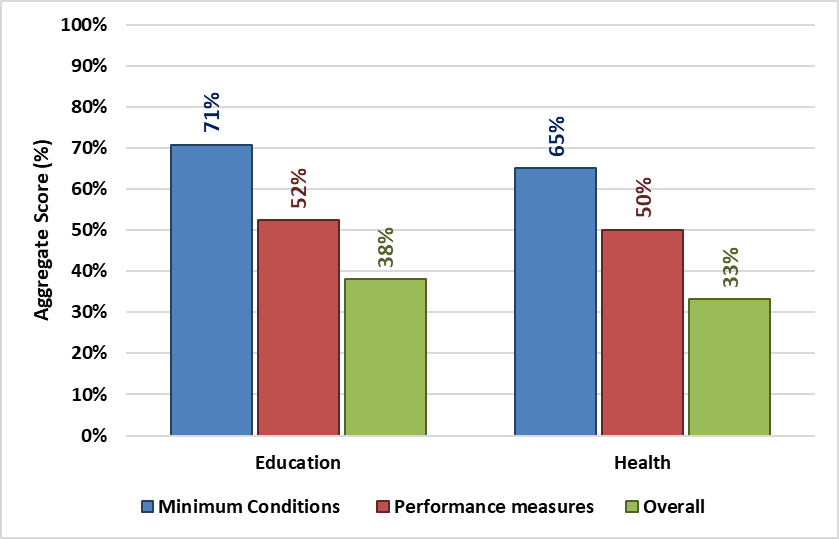 100%
90%
80%
70%
60%
50%
40%
30%
20%
10%
0%
Aggregate Score (%)
71%
52%
38%
65%
50%
33%
Education
Health
Minimum Conditions
Performance measures
Overall